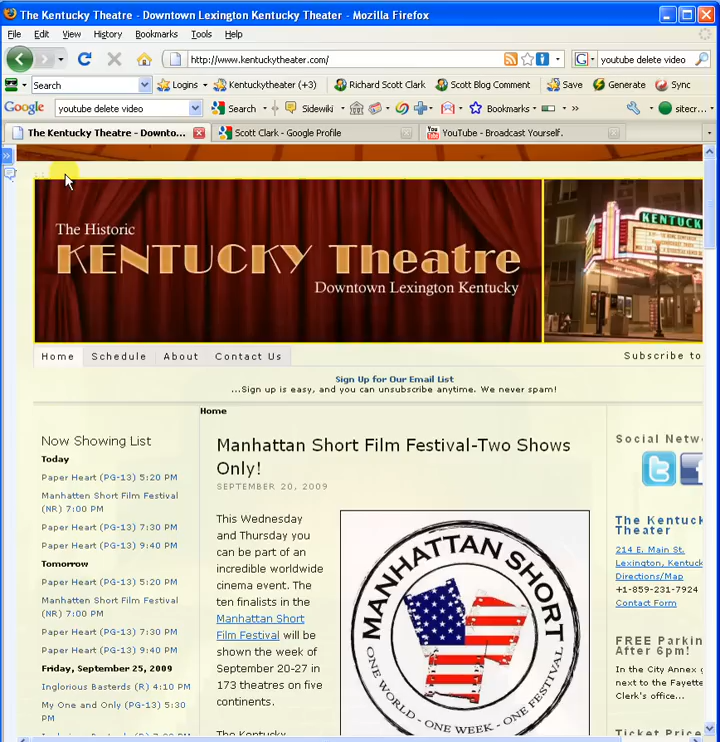 The Kentucky Theatre - Downtown Lexington Kentucky Theater - Mozilla Firefox
File Edit View History Bookmarks Tools Help
http://www.kentuckytheater.com/
youtube delete video
Search
Logins
Kentuckytheater (+3)
Richard Scott Clark
Scott Blog Comment
Save
Generate
Sync
Google
youtube delete video
Search
Sidewiki
Bookmarks
sitecr...
The Kentucky Theatre - Downto...
Scott Clark - Google Profile
YouTube - Broadcast Yourself.
The Historic
KENTUCKY Theatre
Downtown Lexington Kentucky
KENTUCK
Home Schedule About Contact Us
Subscribe to
Sign Up for Our Email List
...Sign up is easy, and you can unsubscribe anytime. We never spam!
Home
Now Showing List
Today
Paper Heart (PG-13) 5:20 PM
Manhatten Short Film Festival
(NR) 7:00 PM
Paper Heart (PG-13) 7:30 PM
Paper Heart (PG-13) 9:40 PM
Tomorrow
Paper Heart (PG-13) 5:20 PM
Manhatten Short Film Festival
(NR) 7:00 PM
Paper Heart (PG-13) 7:30 PM
Paper Heart (PG-13) 9:40 PM
Friday, September 25, 2009
Inglorious Basterds (R) 4:10 PM
My One and Only (PG-13) 5:30
PM
Manhattan Short Film Festival-Two Shows
Only!
SEPTEMBER 20, 2009
This Wednesday
and Thursday you
can be part of an
incredible worldwide
cinema event. The
ten finalists in the
Manhattan Short
Film Festival will be
shown the week of
September 20-27 in
173 theatres on five
continents.
The Kentucky
MANHATTAN SHORT
ONE WORLD - ONE WEEK - ONE FESTIVAL
Social Netw
The Kentuck
Theater
214 E. Main St.
Lexington, Kentuck
Directions/Map
+1-859-231-7924
Contact Form
FREE Parkin
After 6pm!
In the City Annex g
next to the Fayette
Clerk's office...
Ticket Price